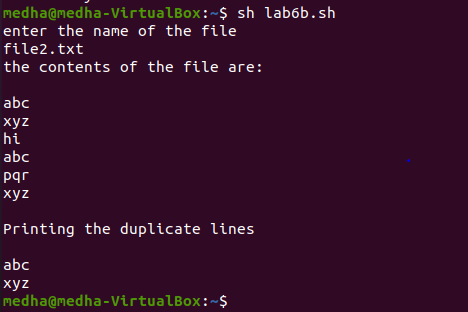 medha@medha-VirtualBox:~$ sh lab6b.sh
enter the name of the file
file2.txt
the contents of the file are:
abc
xyz
hi
abc
pqr
xyz
Printing the duplicate lines
abc
xyz
medha@medha-VirtualBox:~$